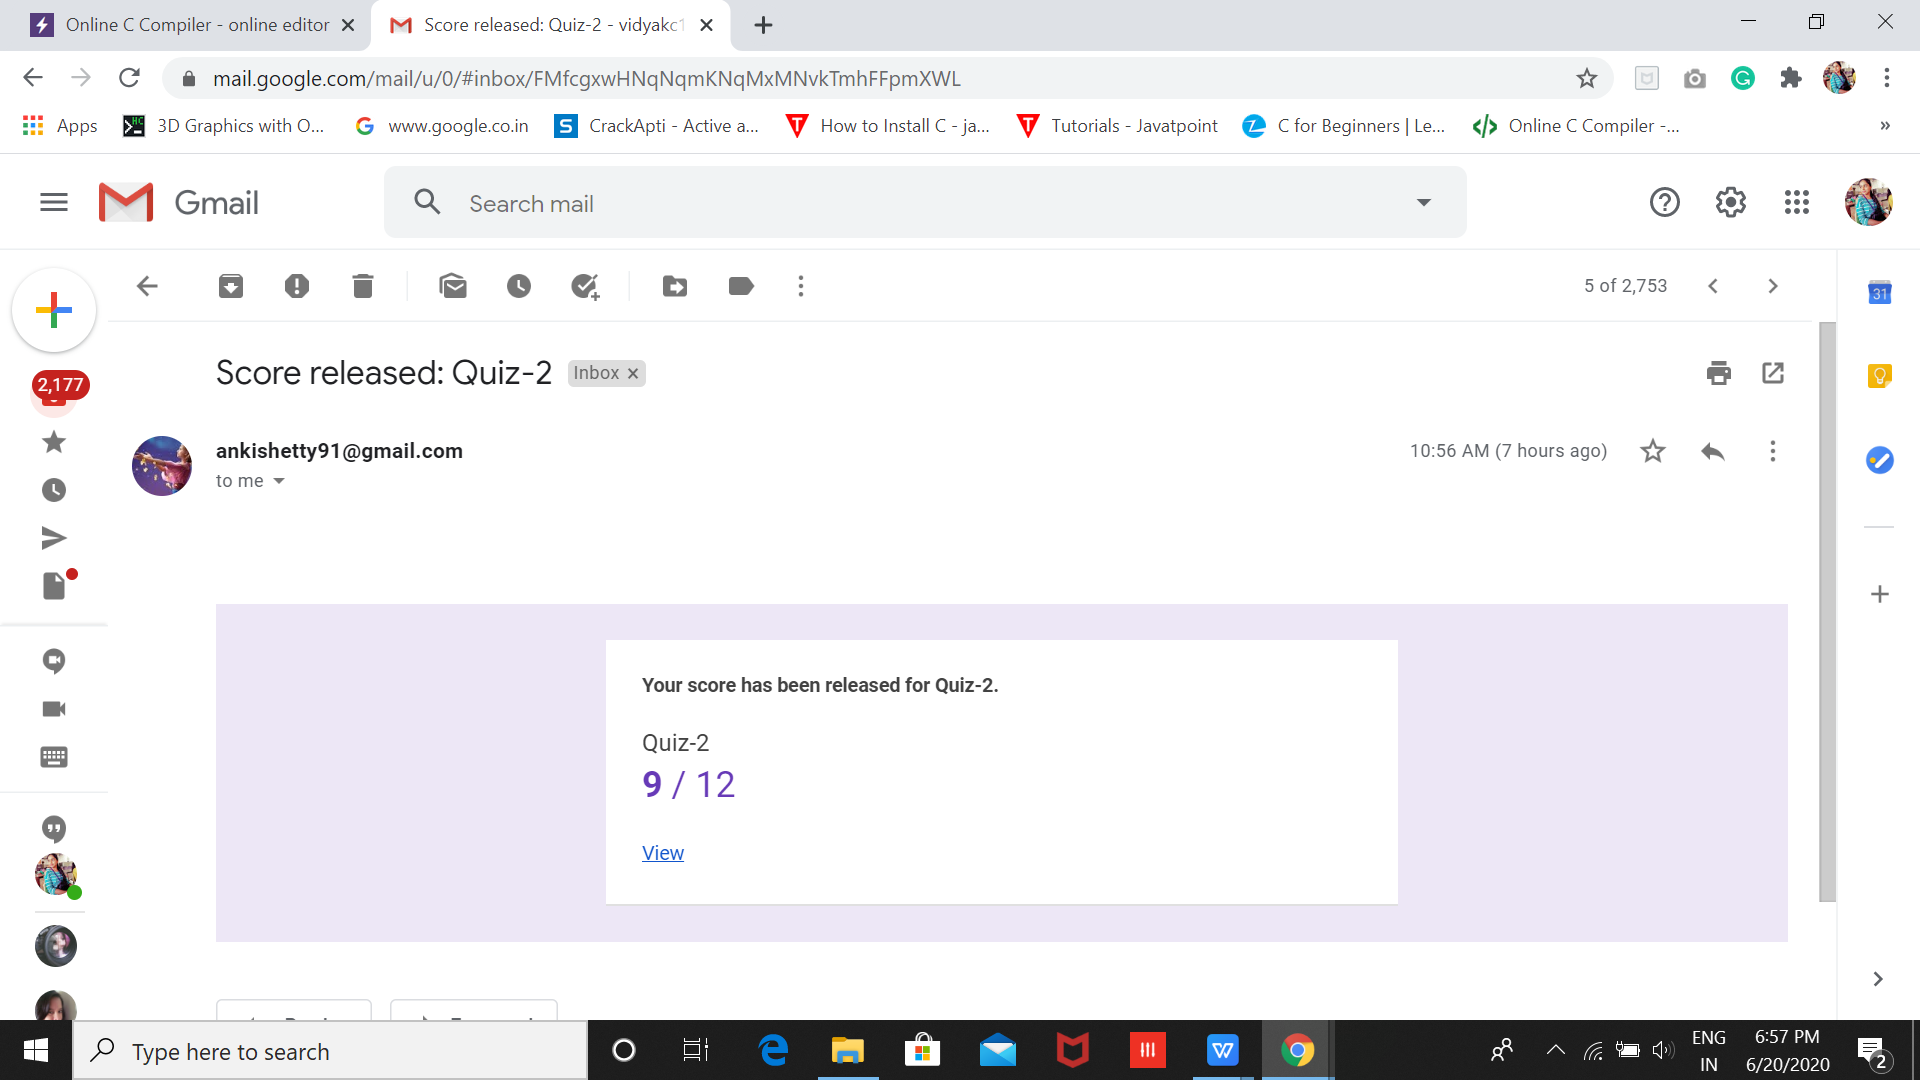 Online C Compiler - online editor
Score released: Quiz-2 - vidyakc1
mail.google.com/mail/u/0/#inbox/FMfcgxwHNqNqmKNqMxMNvkTmhFFpmXWL
Apps
3D Graphics with O...
www.google.co.in
CrackApti - Active a...
How to Install C - ja...
Tutorials - Javatpoint
C for Beginners | Le...
Online C Compiler -...
»
Gmail
Search mail
5 of 2,753
31
2,177
Score released: Quiz-2
Inbox
ankishetty91@gmail.com
10:56 AM (7 hours ago)
to me
Your score has been released for Quiz-2.
Quiz-2
9 / 12
View
Type here to search
ENG
IN
6:57 PM
6/20/2020
2